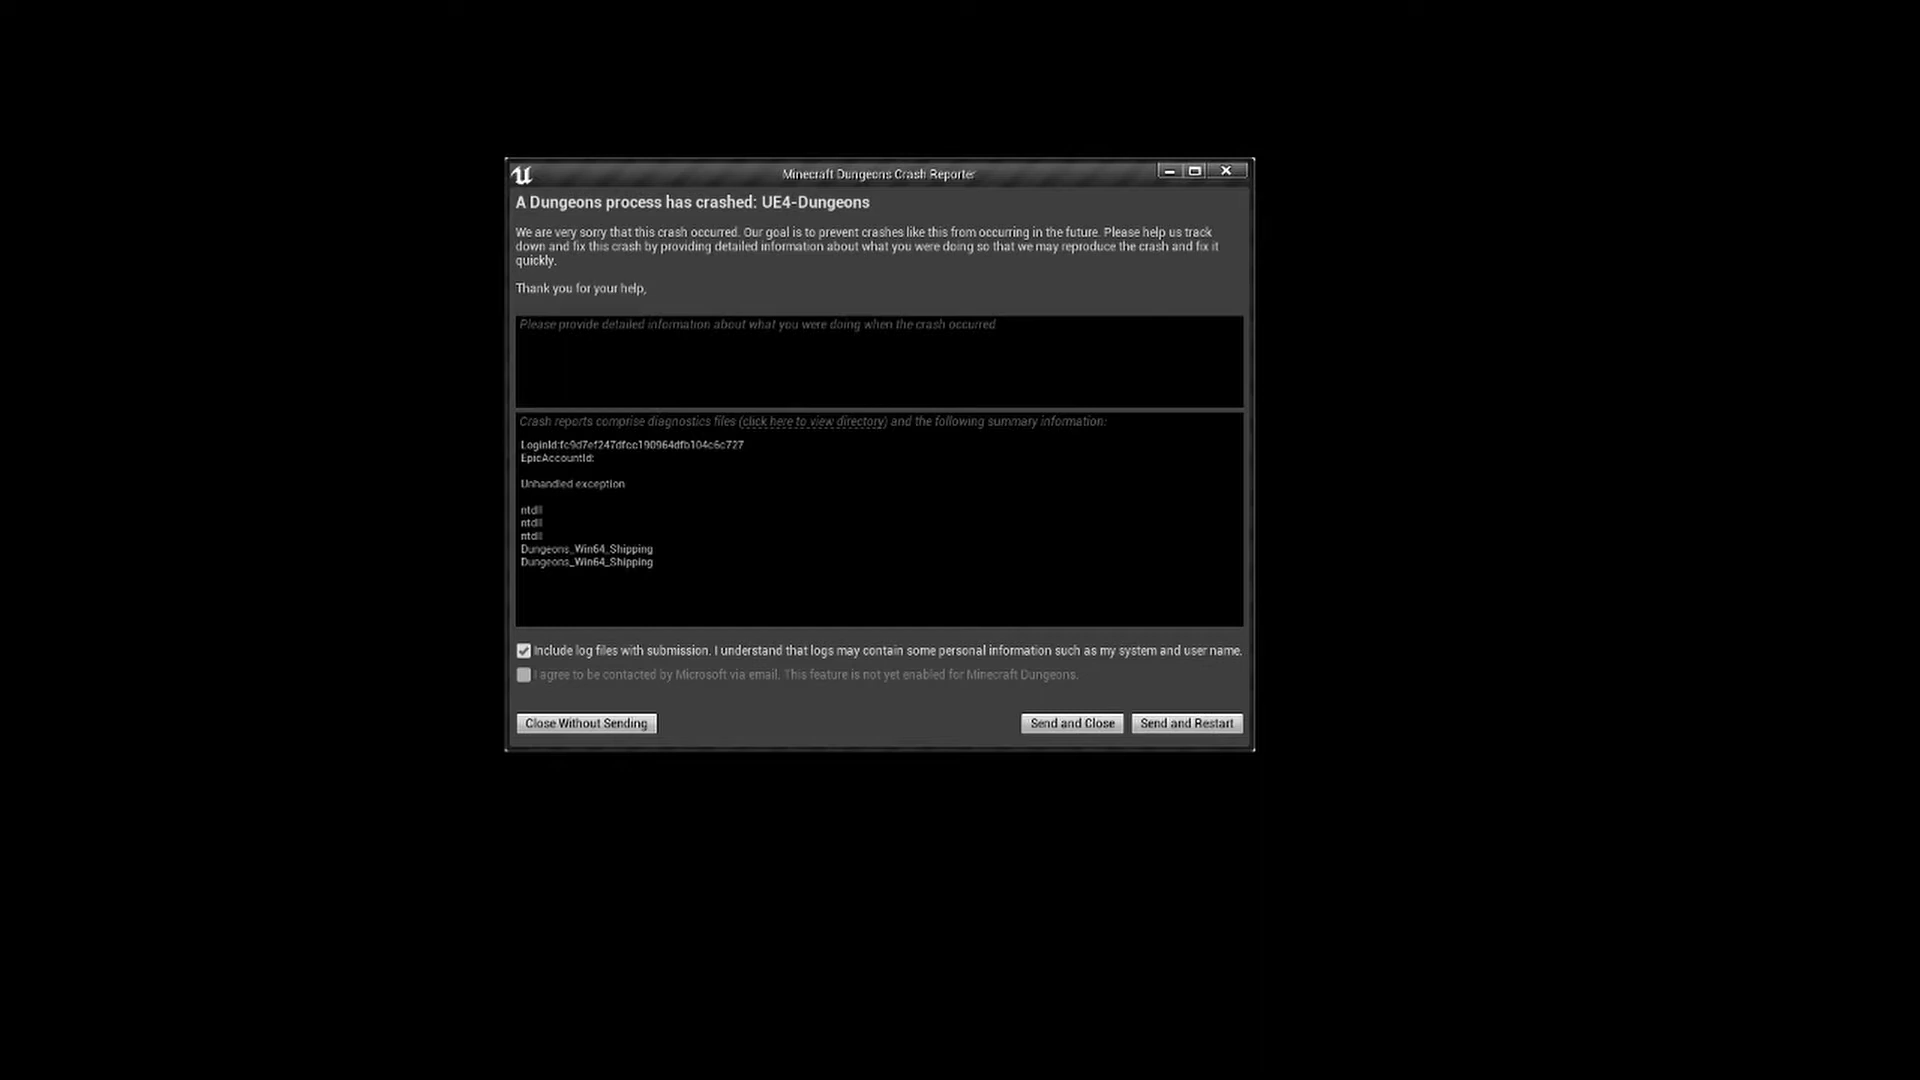 Minecraft Dungeons Crash Reporter
A Dungeons process has crashed: UE4-Dungeons
We are very sorry that this crash occurred. Our goal is to prevent crashes like this from occurring in the future. Please help us track
down and fix this crash by providing detailed information about what you were doing so that we may reproduce the crash and fix it
quickly.
Thank you for your help,
Please provide detailed information about what you were doing when the crash occurred
Crash reports comprise diagnostics files (click here to view directory) and the following summary information:
LoginId:fc9d7ef247dfcc190964dfb104c6c727
EpicAccountId:
Unhandled exception
ntdll
ntdll
ntdll
Dungeons_Win64_Shipping
Dungeons_Win64_Shipping
Include log files with submission. I understand that logs may contain some personal information such as my system and user name.
I agree to be contacted by Microsoft via email. This feature is not yet enabled for Minecraft Dungeons.
Close Without Sending
Send and Close
Send and Restart